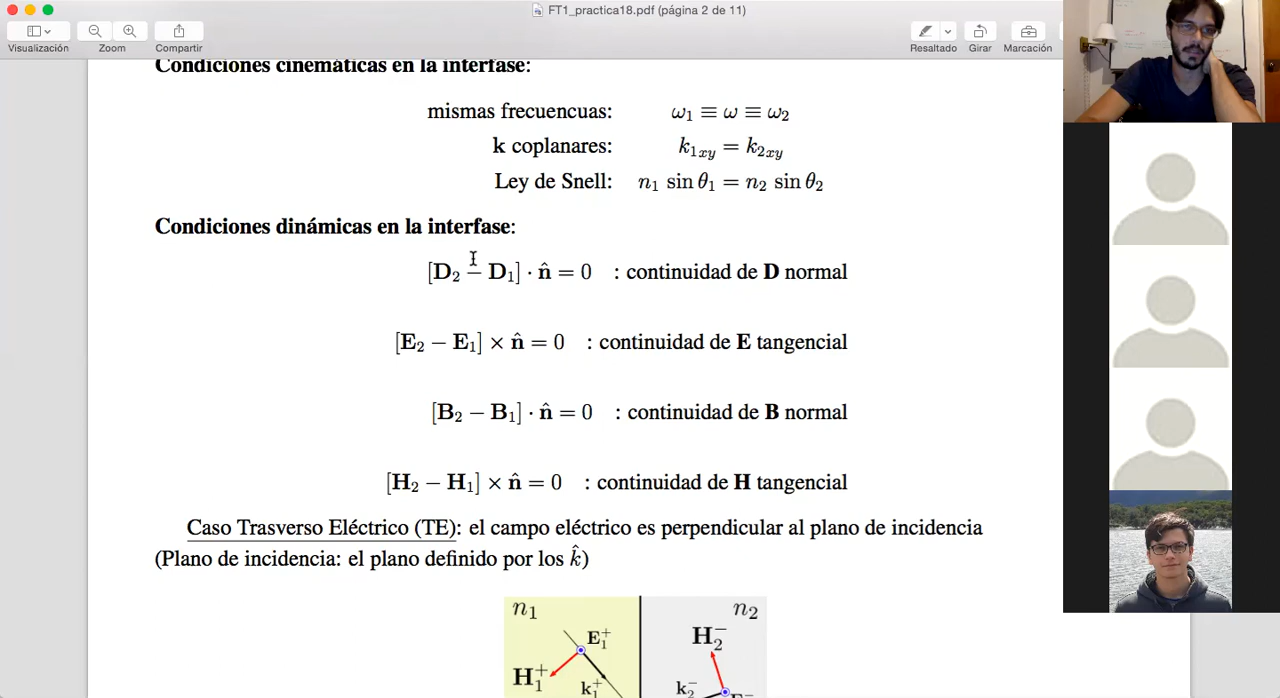 FT1_practica18.pdf (página 2 de 11)
Visualización Zoom Compartir Resaltado Girar Marcación
Condiciones cinemáticas en la interfase:
mismas frecuencuas: ω₁ ≡ ω ≡ ω₂
k coplanares: k₁xy = k₂xy
Ley de Snell: n₁ sin θ₁ = n₂ sin θ₂
Condiciones dinámicas en la interfase:
[D₂ − D₁] · n̂ = 0 : continuidad de D normal
[E₂ − E₁] × n̂ = 0 : continuidad de E tangencial
[B₂ − B₁] · n̂ = 0 : continuidad de B normal
[H₂ − H₁] × n̂ = 0 : continuidad de H tangencial
Caso Trasverso Eléctrico (TE): el campo eléctrico es perpendicular al plano de incidencia
(Plano de incidencia: el plano definido por los k̂)
n₁ n₂
E₁⁺ H₂⁻
H₁⁺ k₁⁺ k₂⁻